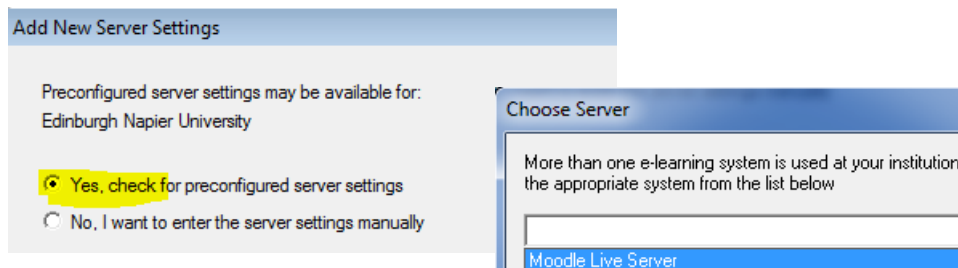 Add New Server Settings
Preconfigured server settings may be available for:
Edinburgh Napier University
Yes, check for preconfigured server settings
No, I want to enter the server settings manually
Choose Server
More than one e-learning system is used at your institution
the appropriate system from the list below
Moodle Live Server